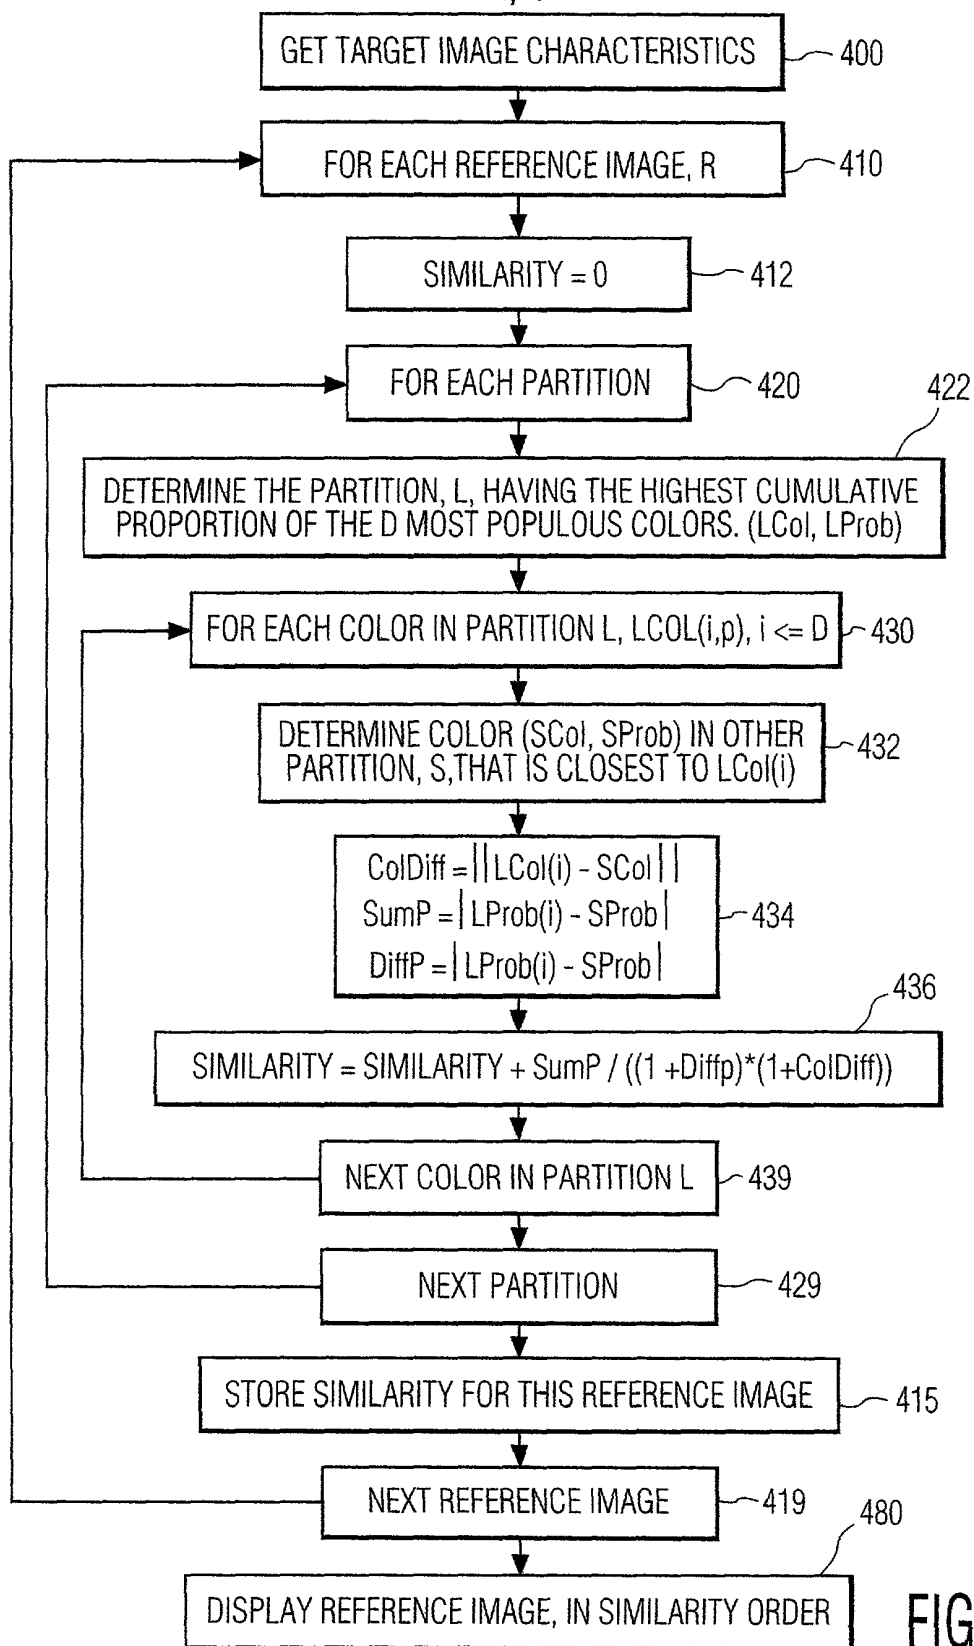 GET TARGET IMAGE CHARACTERISTICS
400
FOR EACH REFERENCE IMAGE, R
410
SIMILARITY = 0
412
FOR EACH PARTITION
420
422
DETERMINE THE PARTITION, L, HAVING THE HIGHEST CUMULATIVE
PROPORTION OF THE D MOST POPULOUS COLORS. (LCol, LProb)
FOR EACH COLOR IN PARTITION L, LCOL(i,p), i <= D
430
DETERMINE COLOR (SCol, SProb) IN OTHER
PARTITION, S,THAT IS CLOSEST TO LCol(i)
432
ColDiff = ||LCol(i) - SCol||
SumP = |LProb(i) - SProb|
DiffP = |LProb(i) - SProb|
434
436
SIMILARITY = SIMILARITY + SumP / ((1 +Diffp)*(1+ColDiff))
NEXT COLOR IN PARTITION L
439
NEXT PARTITION
429
STORE SIMILARITY FOR THIS REFERENCE IMAGE
415
NEXT REFERENCE IMAGE
419
480
DISPLAY REFERENCE IMAGE, IN SIMILARITY ORDER
FIG